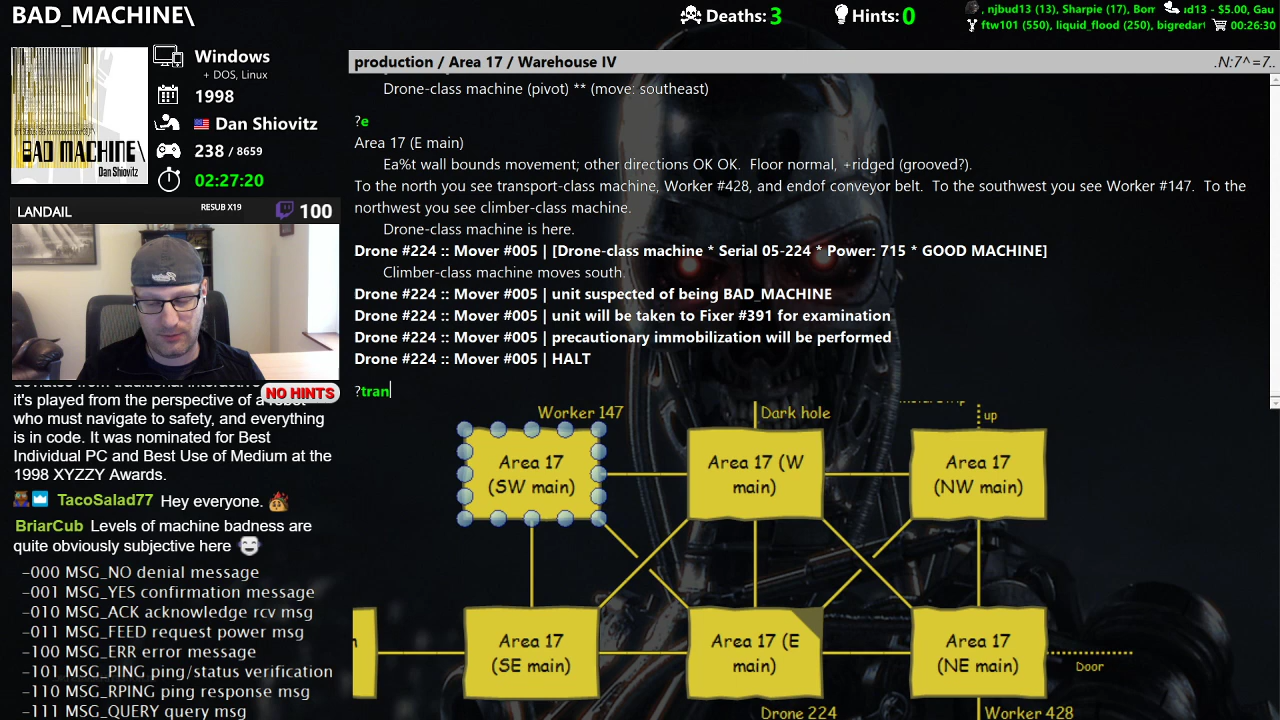 BAD_MACHINE\
Deaths: 3
Hints: 0
, njbud13 (13), Sharpie (17), Bom
ud13 - $5.00, Gau
ftw101 (550), liquid_flood (250), bigredar
00:26:30
Windows
+ DOS, Linux
1998
Dan Shiovitz
238 / 8659
02:27:20
BAD MACHINE\
Dan Shiovitz
LANDAIL
RESUB X19
100
NO HINTS
it's played from the perspective of a robot
who must navigate to safety, and everything
is in code. It was nominated for Best
Individual PC and Best Use of Medium at the
1998 XYZZY Awards.
TacoSalad77 Hey everyone.
BriarCub Levels of machine badness are
quite obviously subjective here
-000 MSG_NO denial message
-001 MSG_YES confirmation message
-010 MSG_ACK acknowledge rcv msg
-011 MSG_FEED request power msg
-100 MSG_ERR error message
-101 MSG_PING ping/status verification
-110 MSG_RPING ping response msg
-111 MSG_QUERY query msg
production / Area 17 / Warehouse IV
.N:7^=7..
Drone-class machine (pivot) ** (move: southeast)
?e
Area 17 (E main)
Ea%t wall bounds movement; other directions OK OK. Floor normal, +ridged (grooved?).
To the north you see transport-class machine, Worker #428, and endof conveyor belt. To the southwest you see Worker #147. To the
northwest you see climber-class machine.
Drone-class machine is here.
Drone #224 :: Mover #005 | [Drone-class machine * Serial 05-224 * Power: 715 * GOOD MACHINE]
Climber-class machine moves south.
Drone #224 :: Mover #005 | unit suspected of being BAD_MACHINE
Drone #224 :: Mover #005 | unit will be taken to Fixer #391 for examination
Drone #224 :: Mover #005 | precautionary immobilization will be performed
Drone #224 :: Mover #005 | HALT
?tran
Worker 147
Dark hole
up
Area 17
(SW main)
Area 17 (W
main)
Area 17
(NW main)
Area 17
(SE main)
Area 17 (E
main)
Area 17
(NE main)
Door
Drone 224
Worker 428